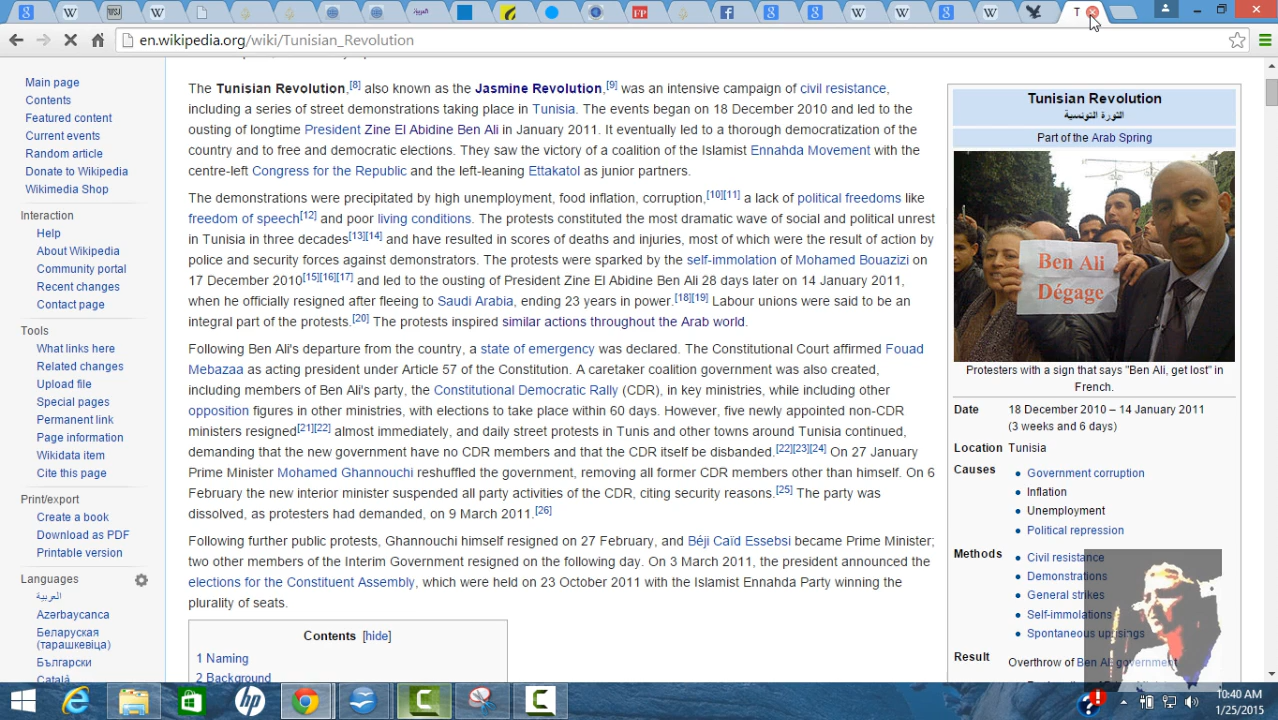 W
WSJ
W
العربية
FP
W
W
W
T
en.wikipedia.org/wiki/Tunisian_Revolution
Main page
Contents
Featured content
Current events
Random article
Donate to Wikipedia
Wikimedia Shop
Interaction
Help
About Wikipedia
Community portal
Recent changes
Contact page
Tools
What links here
Related changes
Upload file
Special pages
Permanent link
Page information
Wikidata item
Cite this page
Print/export
Create a book
Download as PDF
Printable version
Languages
العربية
Azərbaycanca
Беларуская
(тарашкевіца)
Български
Català
The Tunisian Revolution,[8] also known as the Jasmine Revolution,[9] was an intensive campaign of civil resistance,
including a series of street demonstrations taking place in Tunisia. The events began on 18 December 2010 and led to the
ousting of longtime President Zine El Abidine Ben Ali in January 2011. It eventually led to a thorough democratization of the
country and to free and democratic elections. They saw the victory of a coalition of the Islamist Ennahda Movement with the
centre-left Congress for the Republic and the left-leaning Ettakatol as junior partners.
The demonstrations were precipitated by high unemployment, food inflation, corruption,[10][11] a lack of political freedoms like
freedom of speech[12] and poor living conditions. The protests constituted the most dramatic wave of social and political unrest
in Tunisia in three decades[13][14] and have resulted in scores of deaths and injuries, most of which were the result of action by
police and security forces against demonstrators. The protests were sparked by the self-immolation of Mohamed Bouazizi on
17 December 2010[15][16][17] and led to the ousting of President Zine El Abidine Ben Ali 28 days later on 14 January 2011,
when he officially resigned after fleeing to Saudi Arabia, ending 23 years in power.[18][19] Labour unions were said to be an
integral part of the protests.[20] The protests inspired similar actions throughout the Arab world.
Following Ben Ali's departure from the country, a state of emergency was declared. The Constitutional Court affirmed Fouad
Mebazaa as acting president under Article 57 of the Constitution. A caretaker coalition government was also created,
including members of Ben Ali's party, the Constitutional Democratic Rally (CDR), in key ministries, while including other
opposition figures in other ministries, with elections to take place within 60 days. However, five newly appointed non-CDR
ministers resigned[21][22] almost immediately, and daily street protests in Tunis and other towns around Tunisia continued,
demanding that the new government have no CDR members and that the CDR itself be disbanded.[22][23][24] On 27 January
Prime Minister Mohamed Ghannouchi reshuffled the government, removing all former CDR members other than himself. On 6
February the new interior minister suspended all party activities of the CDR, citing security reasons.[25] The party was
dissolved, as protesters had demanded, on 9 March 2011.[26]
Following further public protests, Ghannouchi himself resigned on 27 February, and Béji Caïd Essebsi became Prime Minister;
two other members of the Interim Government resigned on the following day. On 3 March 2011, the president announced the
elections for the Constituent Assembly, which were held on 23 October 2011 with the Islamist Ennahda Party winning the
plurality of seats.
Contents [hide]
1 Naming
2 Background
Tunisian Revolution
الثورة التونسية
Part of the Arab Spring
Ben Ali
Dégage
Protesters with a sign that says "Ben Ali, get lost" in
French.
Date 18 December 2010 – 14 January 2011
(3 weeks and 6 days)
Location Tunisia
Causes
Government corruption
Inflation
Unemployment
Political repression
Methods
Civil resistance
Demonstrations
General strikes
Self-immolations
Spontaneous uprisings
Result Overthrow of Ben Ali government
10:40 AM
1/25/2015